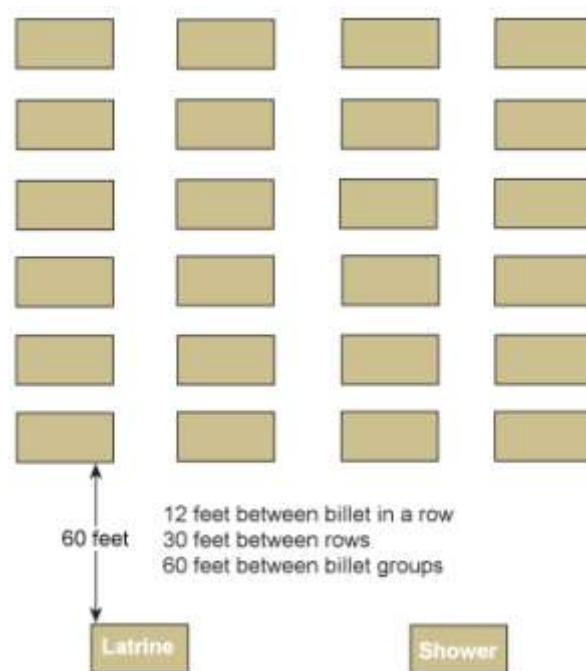 12 feet between billet in a row
60 feet
30 feet between rows
60 feet between billet groups
Latrine
Shower